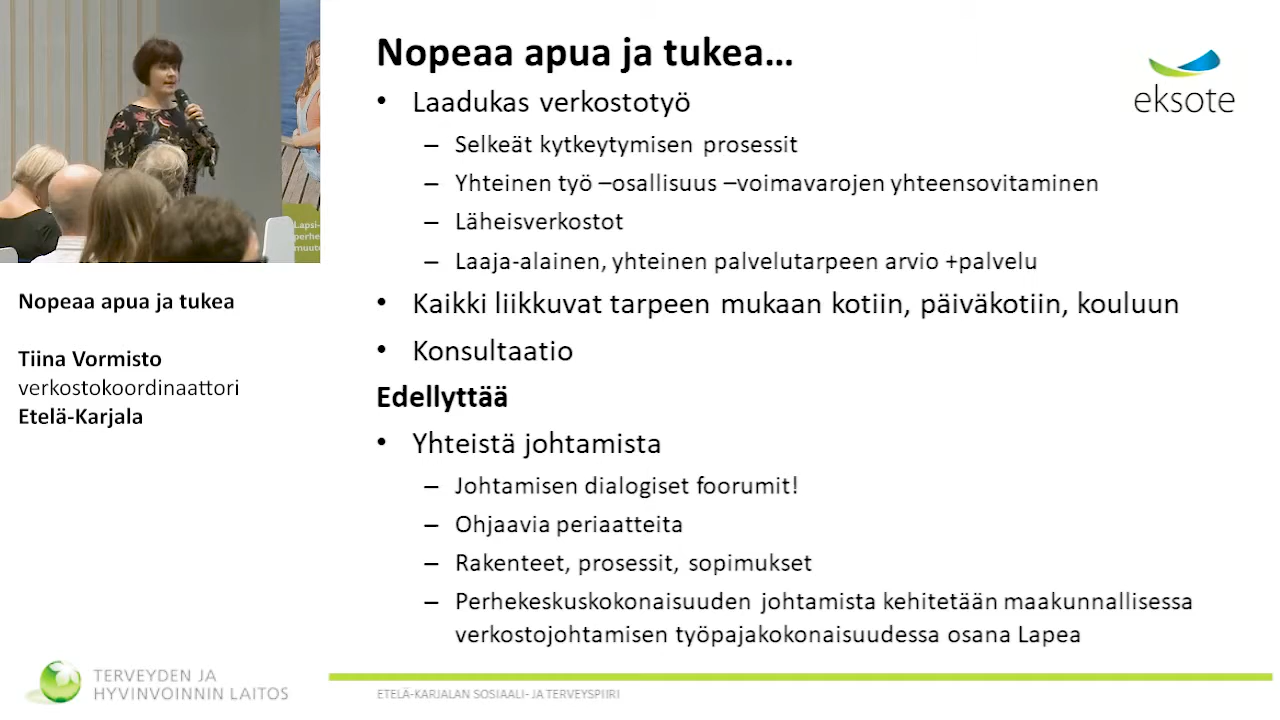 Nopeaa apua ja tukea…
eksote
• Laadukas verkostotyö
– Selkeät kytkeytymisen prosessit
– Yhteinen työ –osallisuus –voimavarojen yhteensovitaminen
– Läheisverkostot
– Laaja-alainen, yhteinen palvelutarpeen arvio +palvelu
• Kaikki liikkuvat tarpeen mukaan kotiin, päiväkotiin, kouluun
• Konsultaatio
Edellyttää
• Yhteistä johtamista
– Johtamisen dialogiset foorumit!
– Ohjaavia periaatteita
– Rakenteet, prosessit, sopimukset
– Perhekeskuskokonaisuuden johtamista kehitetään maakunnallisessa
verkostojohtamisen työpajakokonaisuudessa osana Lapea
ETELÄ-KARJALAN SOSIAALI- JA TERVEYSPIIRI
Lapsi-
perhe
muut
Nopeaa apua ja tukea
Tiina Vormisto
verkostokoordinaattori
Etelä-Karjala
TERVEYDEN JA
HYVINVOINNIN LAITOS